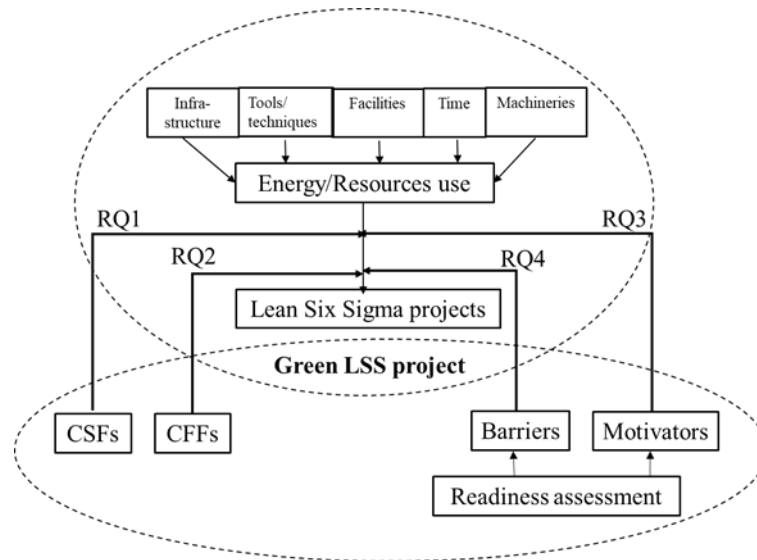 Infra-
structure
Tools/
techniques
Facilities
Time
Machineries
Energy/Resources use
RQ1
RQ3
RQ2
RQ4
Lean Six Sigma projects
Green LSS project
CSFs
CFFs
Barriers
Motivators
Readiness assessment